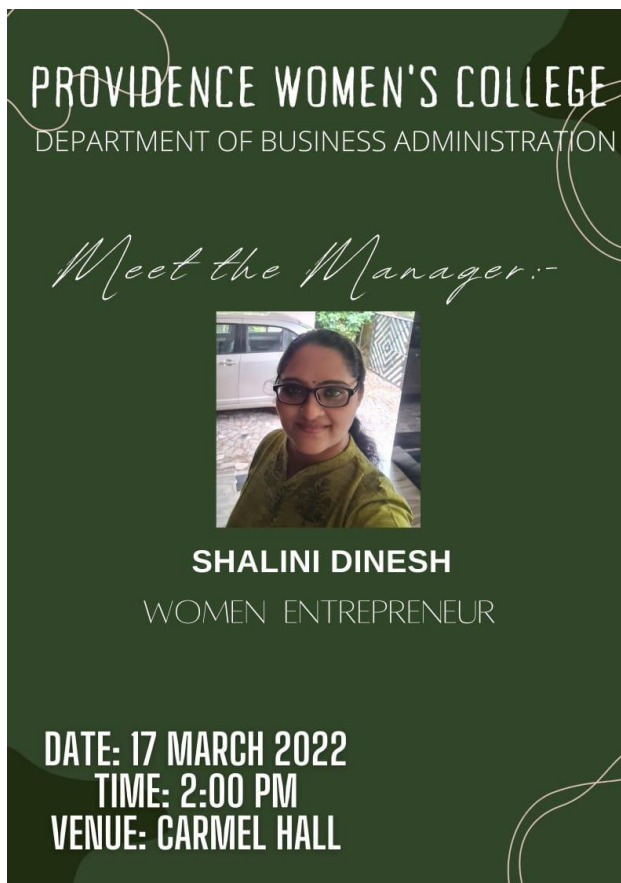 PROVIDENCE WOMEN'S COLLEGE
DEPARTMENT OF BUSINESS ADMINISTRATION
Meet the Manager:-
SHALINI DINESH
WOMEN ENTREPRENEUR
DATE: 17 MARCH 2022
TIME: 2:00 PM
VENUE: CARMEL HALL